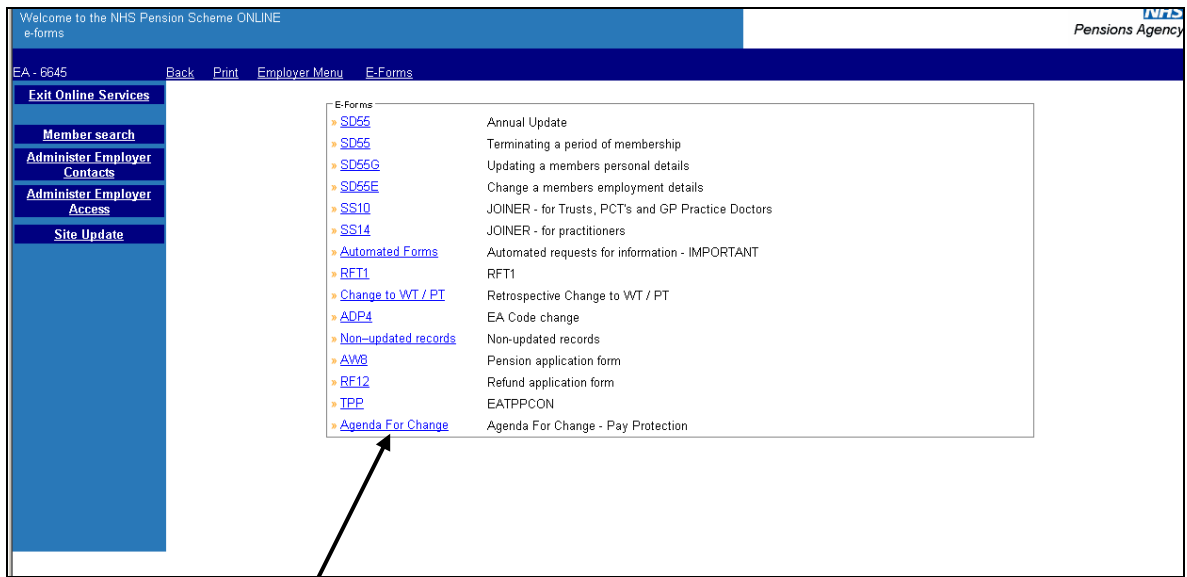 Welcome to the NHS Pension Scheme ONLINE
e-forms
NHS
Pensions Agency
EA - 6645 Back Print Employer Menu E-Forms
Exit Online Services
Member search
Administer Employer
Contacts
Administer Employer
Access
Site Update
E-Forms
» SD55 Annual Update
» SD55 Terminating a period of membership
» SD55G Updating a members personal details
» SD55E Change a members employment details
» SS10 JOINER - for Trusts, PCT's and GP Practice Doctors
» SS14 JOINER - for practitioners
» Automated Forms Automated requests for information - IMPORTANT
» RFT1 RFT1
» Change to WT / PT Retrospective Change to WT / PT
» ADP4 EA Code change
» Non–updated records Non-updated records
» AW8 Pension application form
» RF12 Refund application form
» TPP EATPPCON
» Agenda For Change Agenda For Change - Pay Protection